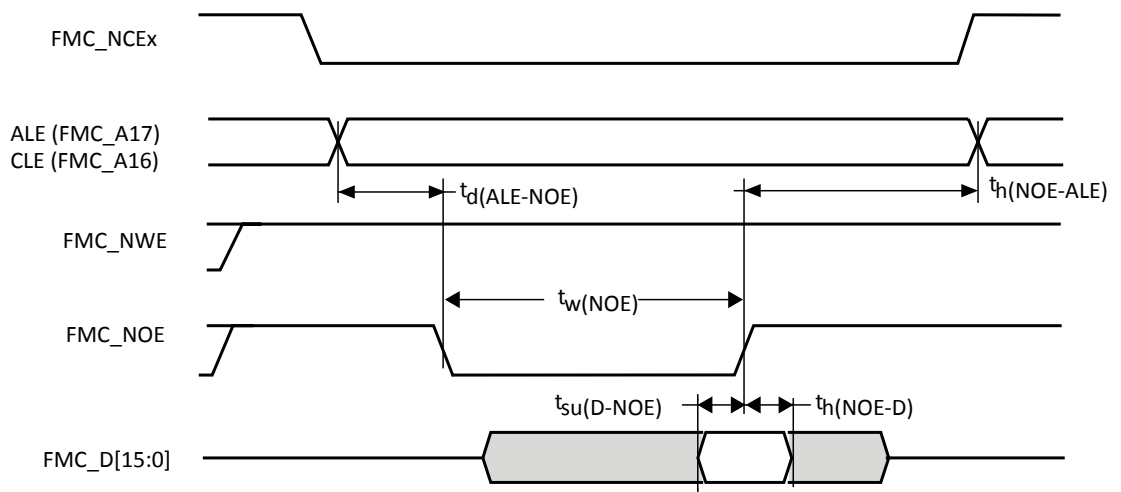 FMC_NCEx
ALE (FMC_A17)
CLE (FMC_A16)
td(ALE-NOE)
th(NOE-ALE)
FMC_NWE
tw(NOE)
FMC_NOE
tsu(D-NOE)
th(NOE-D)
FMC_D[15:0]